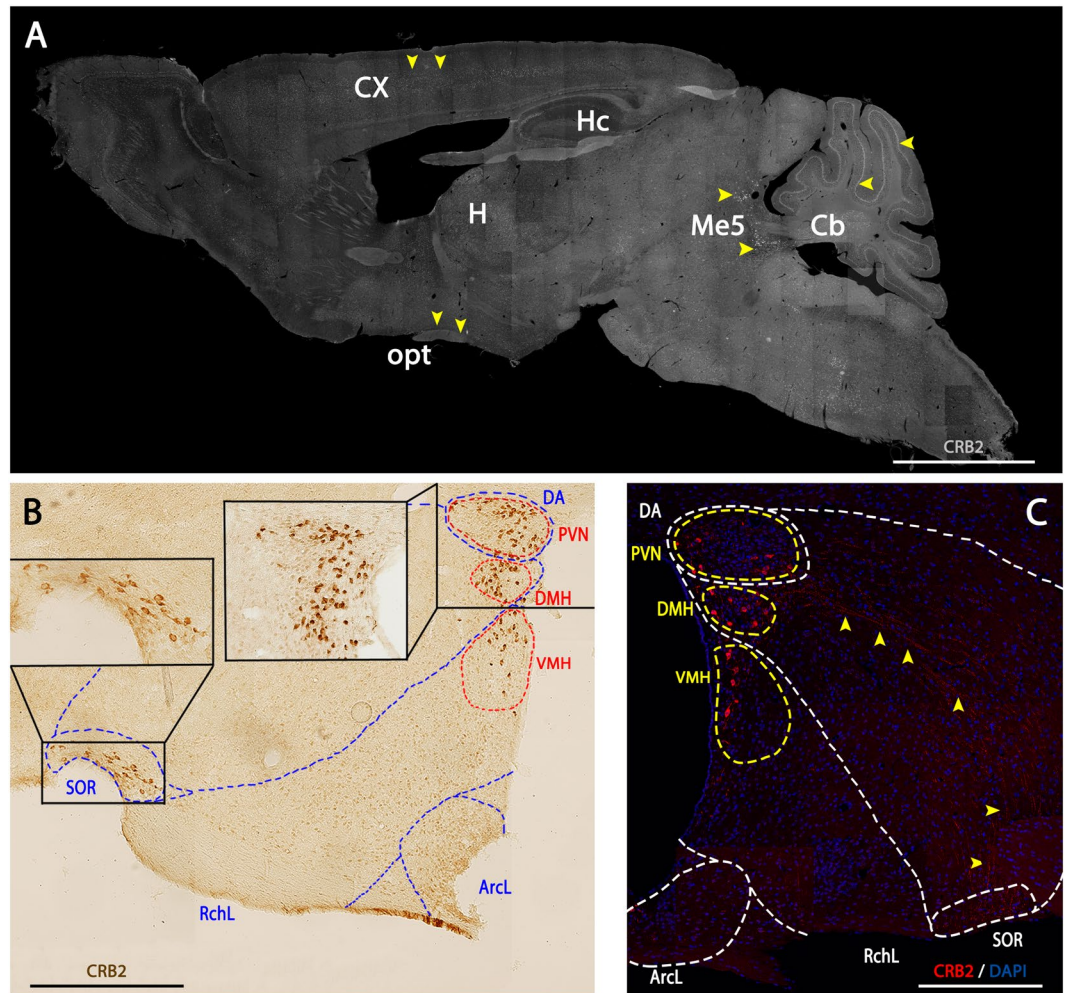 A
CX
Hc
H
Me5
Cb
opt
CRB2
B
DA
PVN
DMH
VMH
SOR
ArcL
RchL
CRB2
C
DA
PVN
DMH
VMH
SOR
RchL
ArcL
CRB2 / DAPI